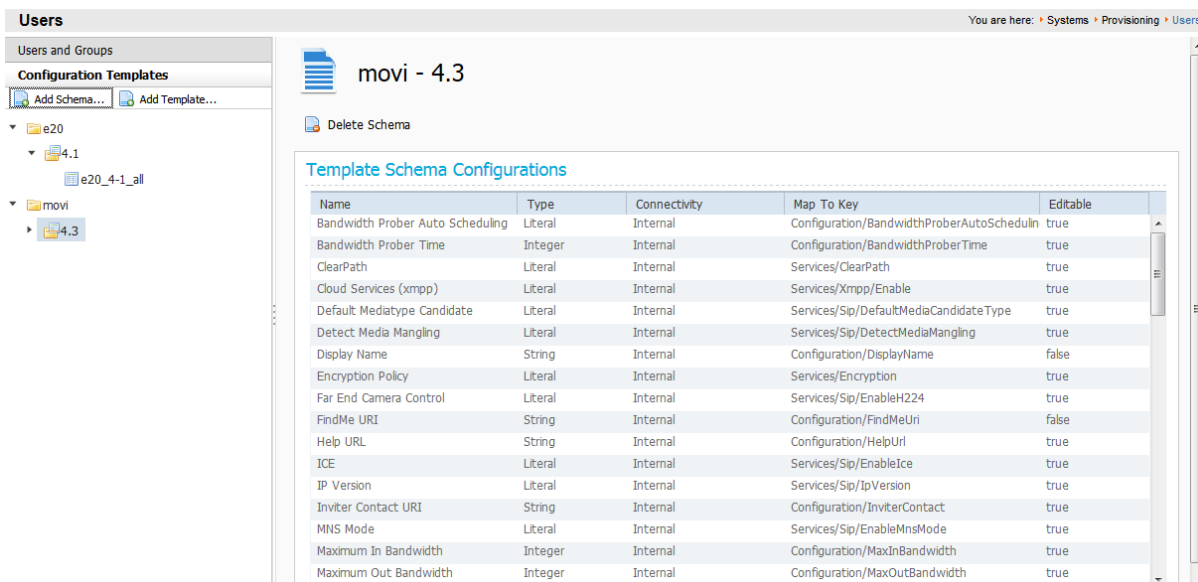 Users
You are here: Systems Provisioning Users
Users and Groups
Configuration Templates
Add Schema... Add Template...
e20
4.1
e20_4-1_all
movi
4.3
movi - 4.3
Delete Schema
Template Schema Configurations
Name Type Connectivity Map To Key Editable
Bandwidth Prober Auto Scheduling Literal Internal Configuration/BandwidthProberAutoSchedulin true
Bandwidth Prober Time Integer Internal Configuration/BandwidthProberTime true
ClearPath Literal Internal Services/ClearPath true
Cloud Services (xmpp) Literal Internal Services/Xmpp/Enable true
Default Mediatype Candidate Literal Internal Services/Sip/DefaultMediaCandidateType true
Detect Media Mangling Literal Internal Services/Sip/DetectMediaMangling true
Display Name String Internal Configuration/DisplayName false
Encryption Policy Literal Internal Services/Encryption true
Far End Camera Control Literal Internal Services/Sip/EnableH224 true
FindMe URI String Internal Configuration/FindMeUri false
Help URL String Internal Configuration/HelpUrl true
ICE Literal Internal Services/Sip/EnableIce true
IP Version Literal Internal Services/Sip/IpVersion true
Inviter Contact URI String Internal Configuration/InviterContact true
MNS Mode Literal Internal Services/Sip/EnableMnsMode true
Maximum In Bandwidth Integer Internal Configuration/MaxInBandwidth true
Maximum Out Bandwidth Integer Internal Configuration/MaxOutBandwidth true